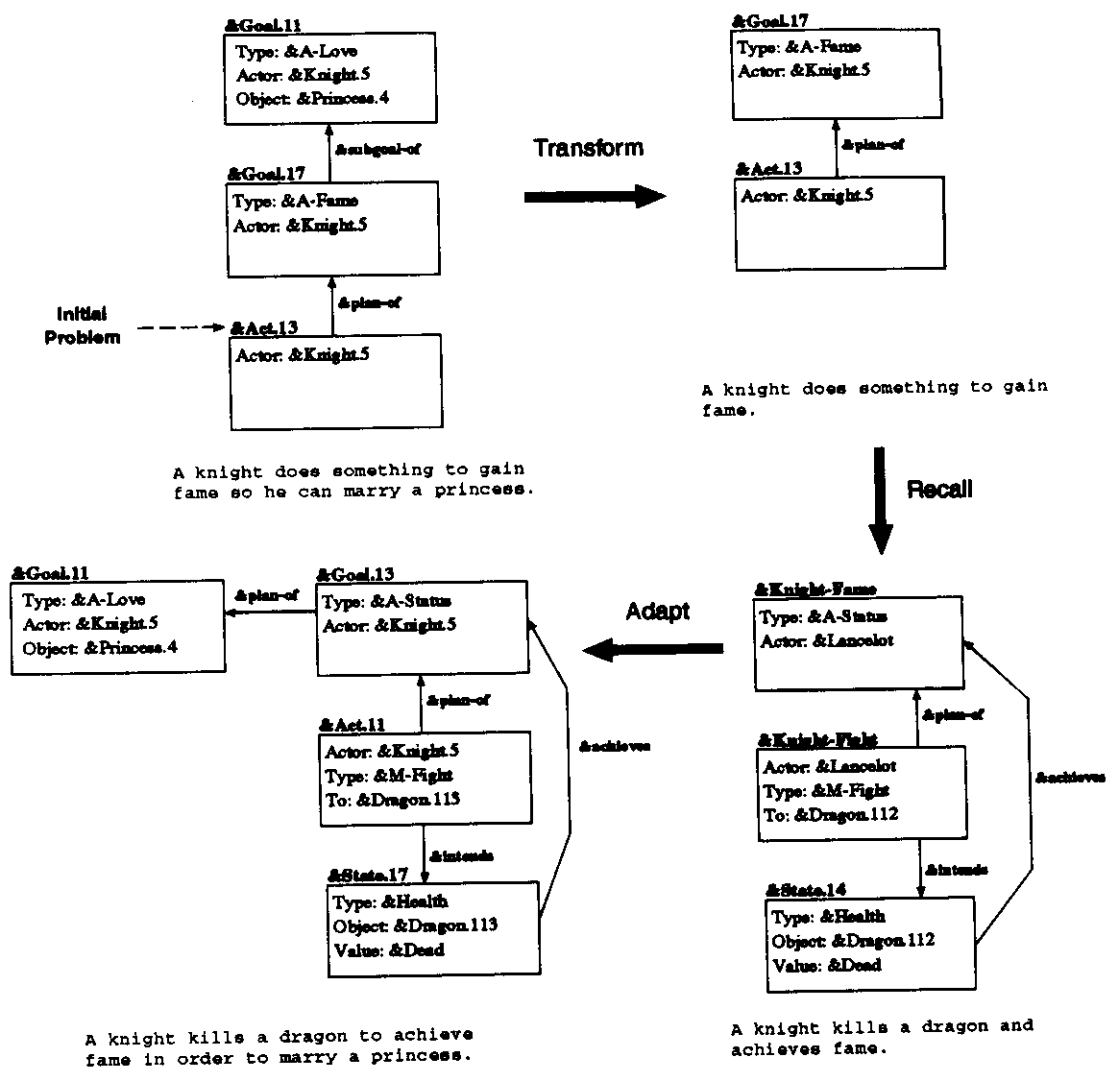 &Goal.11
Type: &A-Love
Actor: &Knight.5
Object: &Princess.4
&subgoal-of
&Goal.17
Type: &A-Fame
Actor: &Knight.5
&plan-of
Initial
Problem
&Act.13
Actor: &Knight.5
A knight does something to gain
fame so he can marry a princess.
Transform
&Goal.17
Type: &A-Fame
Actor: &Knight.5
&plan-of
&Act.13
Actor: &Knight.5
A knight does something to gain
fame.
Recall
&Knight-Fame
Type: &A-Status
Actor: &Lancelot
&plan-of
&Knight-Fight
Actor: &Lancelot
Type: &M-Fight
To: &Dragon.112
&achieves
&intends
&State.14
Type: &Health
Object: &Dragon.112
Value: &Dead
A knight kills a dragon and
achieves fame.
Adapt
&Goal.11
Type: &A-Love
Actor: &Knight.5
Object: &Princess.4
&plan-of
&Goal.13
Type: &A-Status
Actor: &Knight.5
&plan-of
&Act.11
Actor: &Knight.5
Type: &M-Fight
To: &Dragon.113
&achieves
&intends
&State.17
Type: &Health
Object: &Dragon.113
Value: &Dead
A knight kills a dragon to achieve
fame in order to marry a princess.